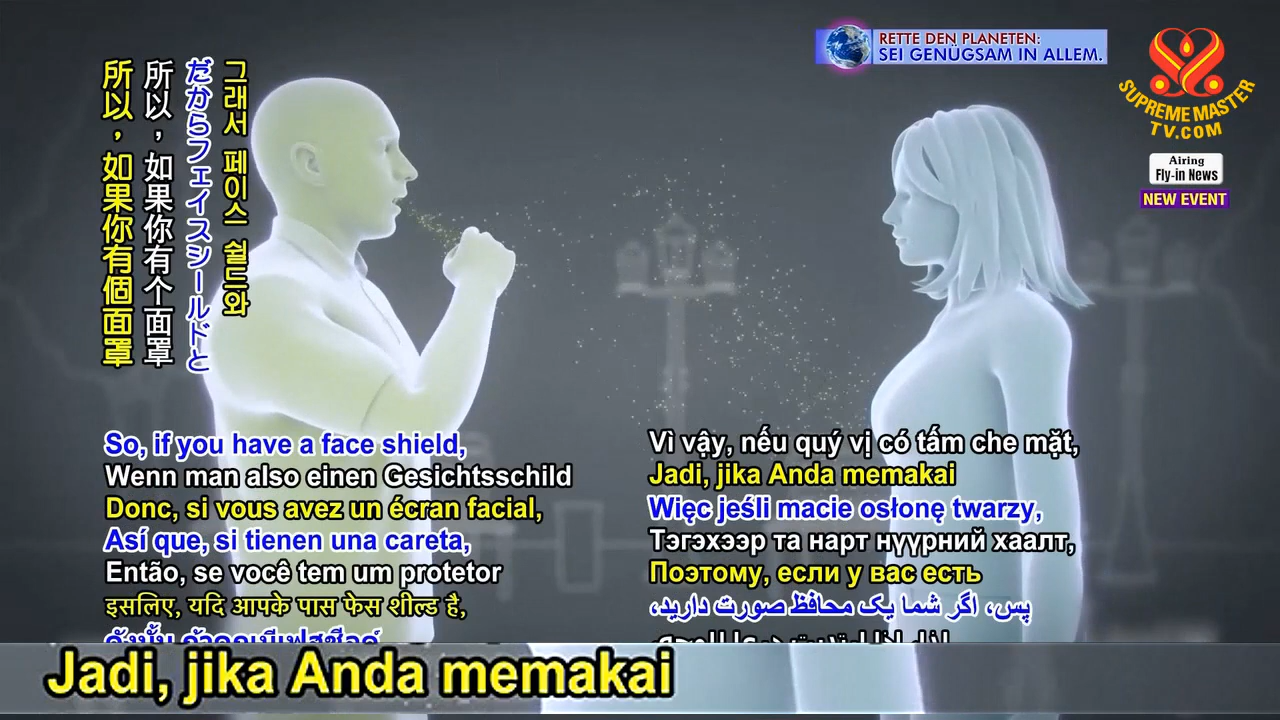 RETTE DEN PLANETEN:
SEI GENÜGSAM IN ALLEM.
SUPREME MASTER
TV.COM
Airing
Fly-in News
NEW EVENT
그래서 페이스 쉴드와
だからフェイスシールドと
所以，如果你有个面罩
所以，如果你有個面罩
So, if you have a face shield,
Wenn man also einen Gesichtsschild
Donc, si vous avez un écran facial,
Así que, si tienen una careta,
Então, se você tem um protetor
इसलिए, यदि आपके पास फेस शील्ड है,
Vì vậy, nếu quý vị có tấm che mặt,
Jadi, jika Anda memakai
Więc jeśli macie osłonę twarzy,
Тэгэхээр та нарт нүүрний хаалт,
Поэтому, если у вас есть
پس، اگر شما یک محافظ صورت دارید،
Jadi, jika Anda memakai